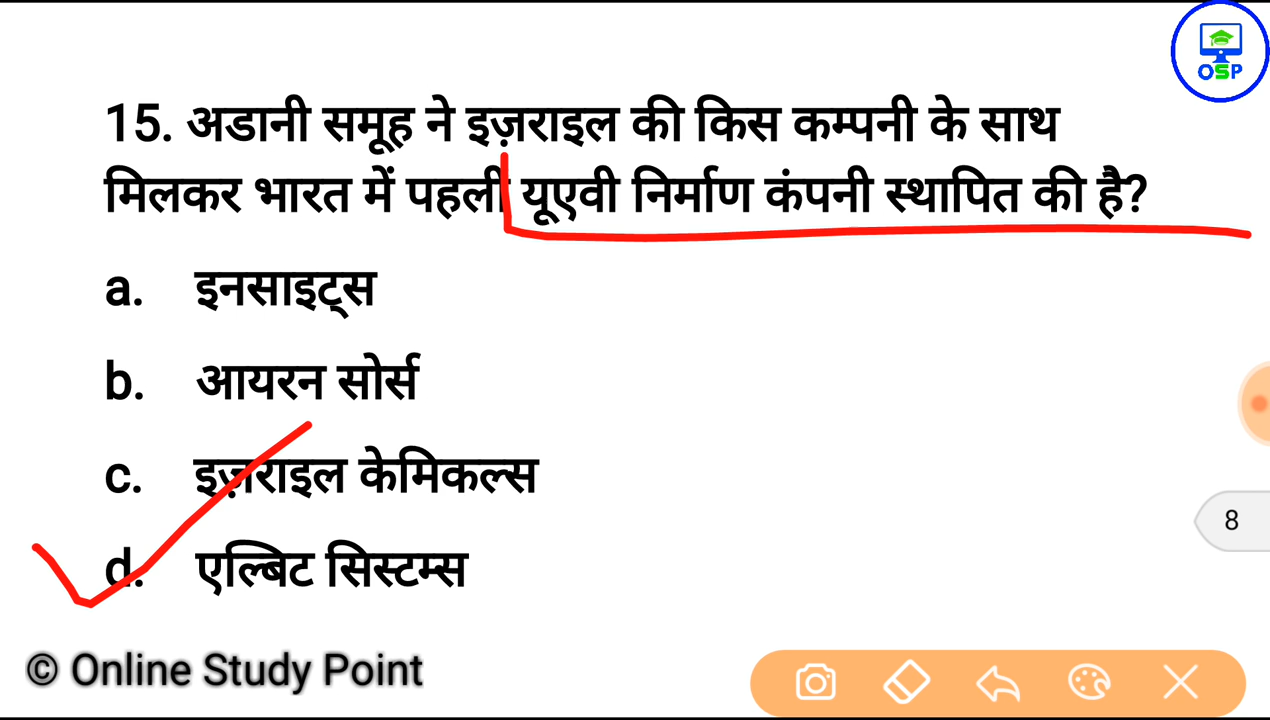 OSP
15. अडानी समूह ने इज़राइल की किस कम्पनी के साथ
मिलकर भारत में पहली यूएवी निर्माण कंपनी स्थापित की है?
a. इनसाइट्स
b. आयरन सोर्स
c. इज़राइल केमिकल्स
d. एल्बिट सिस्टम्स
8
© Online Study Point